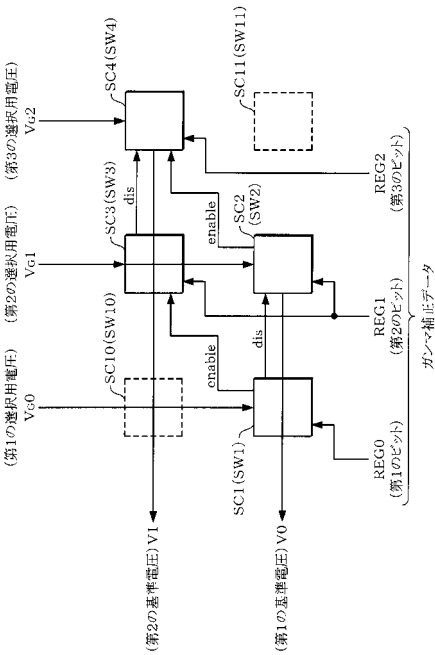 (第3の選択用電圧)
VG2
(第2の選択用電圧)
VG1
(第1の選択用電圧)
VG0
SC4(SW4)
SC11(SW11)
dis
enable
SC3(SW3)
SC2
(SW2)
SC10(SW10)
enable
dis
SC1(SW1)
REG2
(第3のビット)
REG1
(第2のビット)
REG0
(第1のビット)
ガンマ補正データ
(第2の基準電圧) V1
(第1の基準電圧) V0